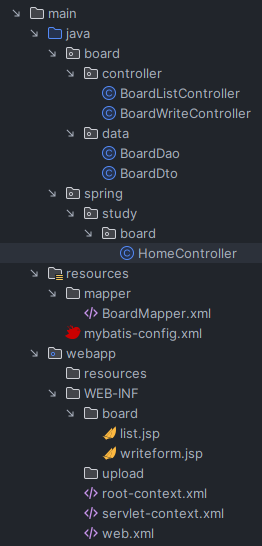 main
java
board
controller
BoardListController
BoardWriteController
data
BoardDao
BoardDto
spring
study
board
HomeController
resources
mapper
BoardMapper.xml
mybatis-config.xml
webapp
resources
WEB-INF
board
list.jsp
writeform.jsp
upload
root-context.xml
servlet-context.xml
web.xml